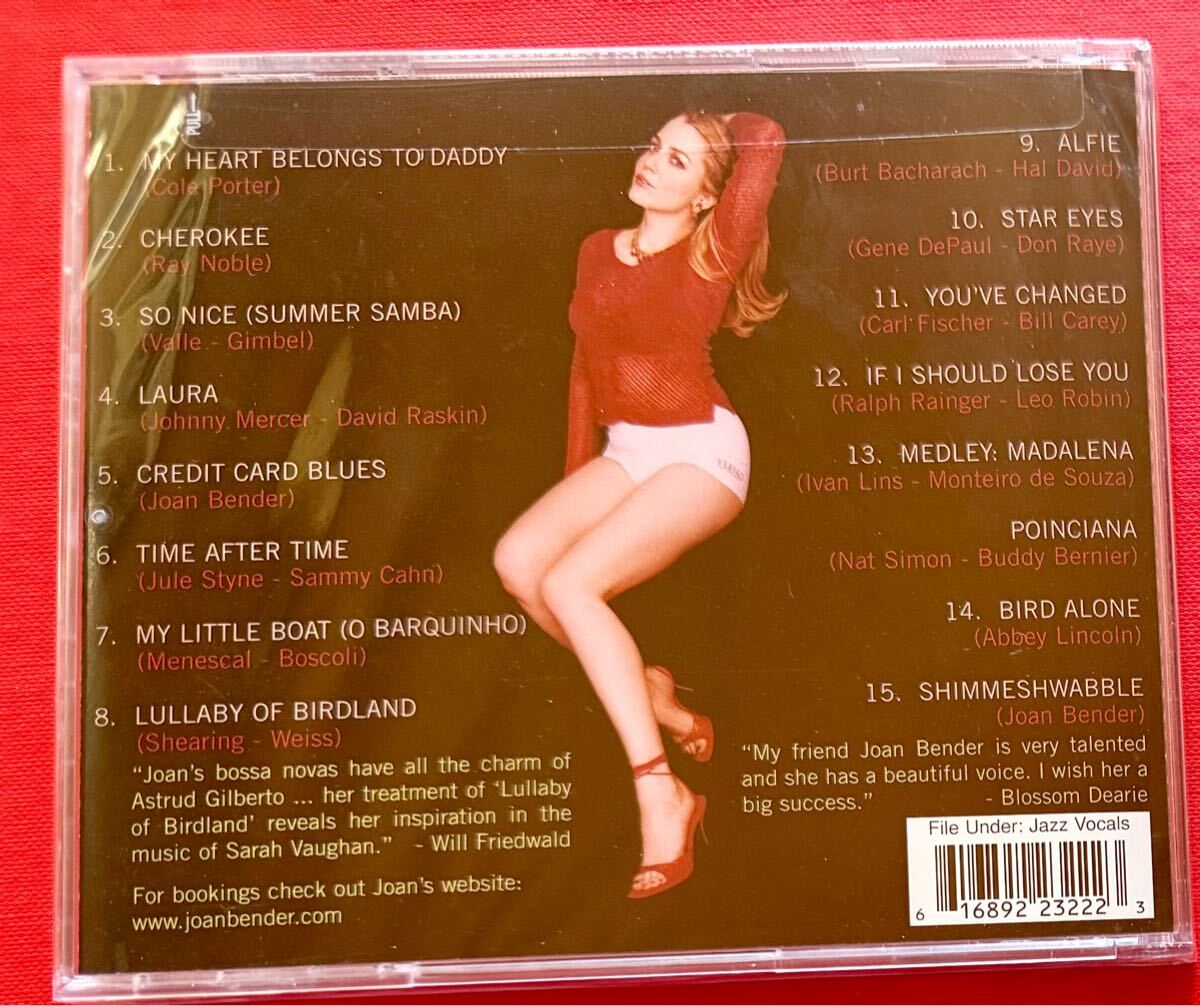 PULL
1. MY HEART BELONGS TO DADDY
(Cole Porter)
2. CHEROKEE
(Ray Noble)
3. SO NICE (SUMMER SAMBA)
(Valle - Gimbel)
4. LAURA
(Johnny Mercer - David Raskin)
5. CREDIT CARD BLUES
(Joan Bender)
6. TIME AFTER TIME
(Jule Styne - Sammy Cahn)
7. MY LITTLE BOAT (O BARQUINHO)
(Menescal - Boscoli)
8. LULLABY OF BIRDLAND
(Shearing - Weiss)
“Joan’s bossa novas have all the charm of
Astrud Gilberto ... her treatment of ‘Lullaby
of Birdland’ reveals her inspiration in the
music of Sarah Vaughan.” - Will Friedwald
For bookings check out Joan’s website:
www.joanbender.com
9. ALFIE
(Burt Bacharach - Hal David)
10. STAR EYES
(Gene DePaul - Don Raye)
11. YOU’VE CHANGED
(Carl Fischer - Bill Carey)
12. IF I SHOULD LOSE YOU
(Ralph Rainger - Leo Robin)
13. MEDLEY: MADALENA
(Ivan Lins - Monteiro de Souza)
POINCIANA
(Nat Simon - Buddy Bernier)
14. BIRD ALONE
(Abbey Lincoln)
15. SHIMMESHWABBLE
(Joan Bender)
“My friend Joan Bender is very talented
and she has a beautiful voice. I wish her a
big success.” - Blossom Dearie
File Under: Jazz Vocals
6 16892 23222 3